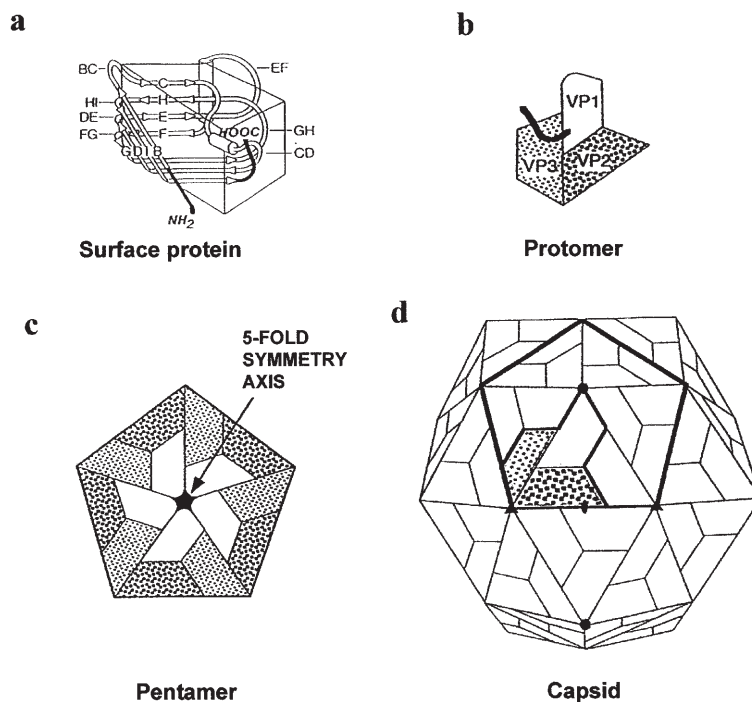 a
BC
C
EF
HI
H
DE
E
FG
F
HOOC
GH
G D I B
CD
NH2
Surface protein
b
VP1
VP3
VP2
Protomer
c
5-FOLD
SYMMETRY
AXIS
Pentamer
d
Capsid